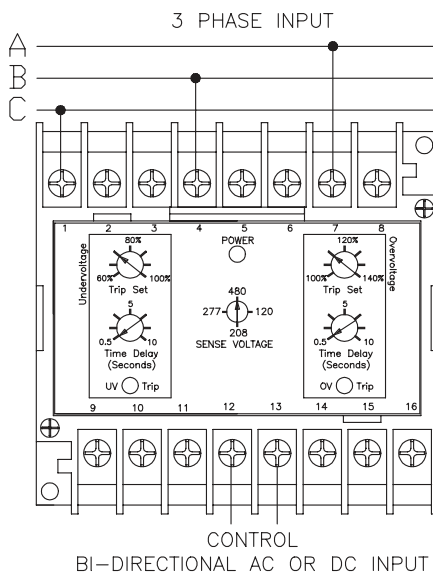 3 PHASE INPUT
A
B
C
1 2 3 4 5 6 7 8
Undervoltage
80%
60% 100%
Trip Set
5
0.5 10
Time Delay
(Seconds)
UV Trip
POWER
480
277 120
208
SENSE VOLTAGE
Overvoltage
120%
100% 140%
Trip Set
5
0.5 10
Time Delay
(Seconds)
OV Trip
9 10 11 12 13 14 15 16
CONTROL
BI-DIRECTIONAL AC OR DC INPUT